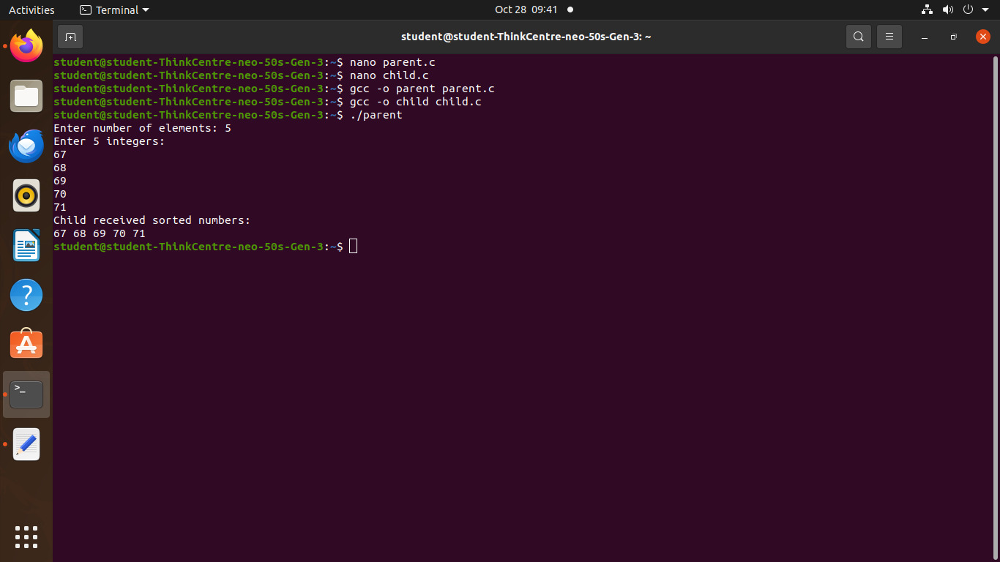 Activities
Terminal
Oct 28 09:41
student@student-ThinkCentre-neo-50s-Gen-3: ~
student@student-ThinkCentre-neo-50s-Gen-3:~$ nano parent.c
student@student-ThinkCentre-neo-50s-Gen-3:~$ nano child.c
student@student-ThinkCentre-neo-50s-Gen-3:~$ gcc -o parent parent.c
student@student-ThinkCentre-neo-50s-Gen-3:~$ gcc -o child child.c
student@student-ThinkCentre-neo-50s-Gen-3:~$ ./parent
Enter number of elements: 5
Enter 5 integers:
67
68
69
70
71
Child received sorted numbers:
67 68 69 70 71
student@student-ThinkCentre-neo-50s-Gen-3:~$